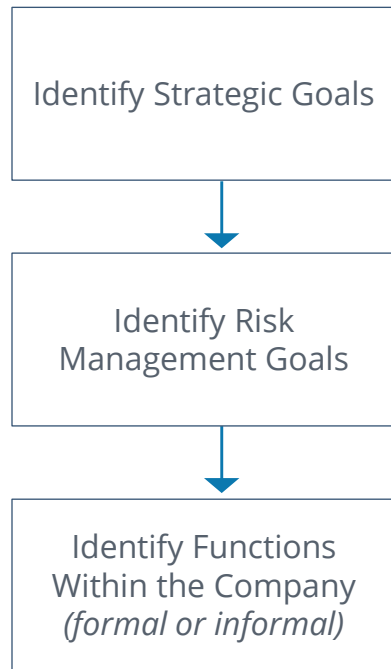 Identify Strategic Goals
Identify Risk
Management Goals
Identify Functions
Within the Company
(formal or informal)